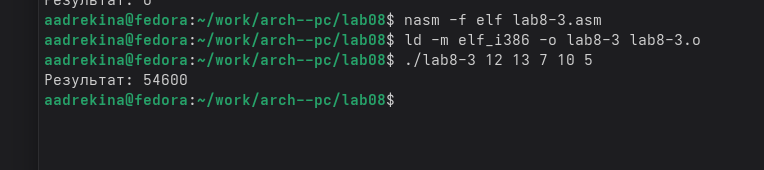 Результат: 0
aadrekina@fedora:~/work/arch--pc/lab08$ nasm -f elf lab8-3.asm
aadrekina@fedora:~/work/arch--pc/lab08$ ld -m elf_i386 -o lab8-3 lab8-3.o
aadrekina@fedora:~/work/arch--pc/lab08$ ./lab8-3 12 13 7 10 5
Результат: 54600
aadrekina@fedora:~/work/arch--pc/lab08$